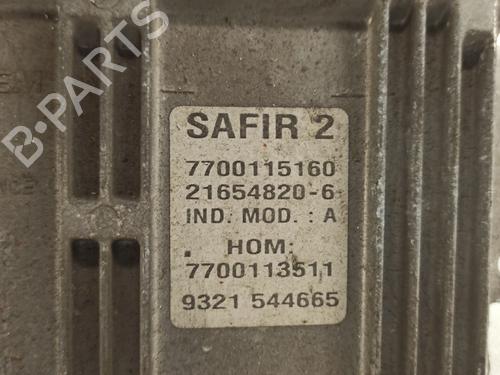 B-PARTS
SAFIR 2
7700115160
21654820-6
IND. MOD. : A
HOM:
7700113511
9321 544665